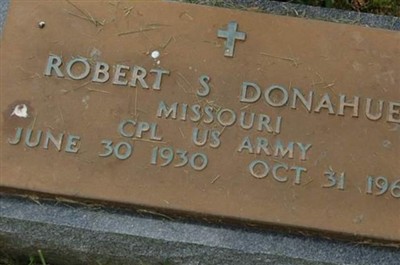 ROBERT S DONAHUE
MISSOURI
CPL US ARMY
JUNE 30 1930 OCT 31